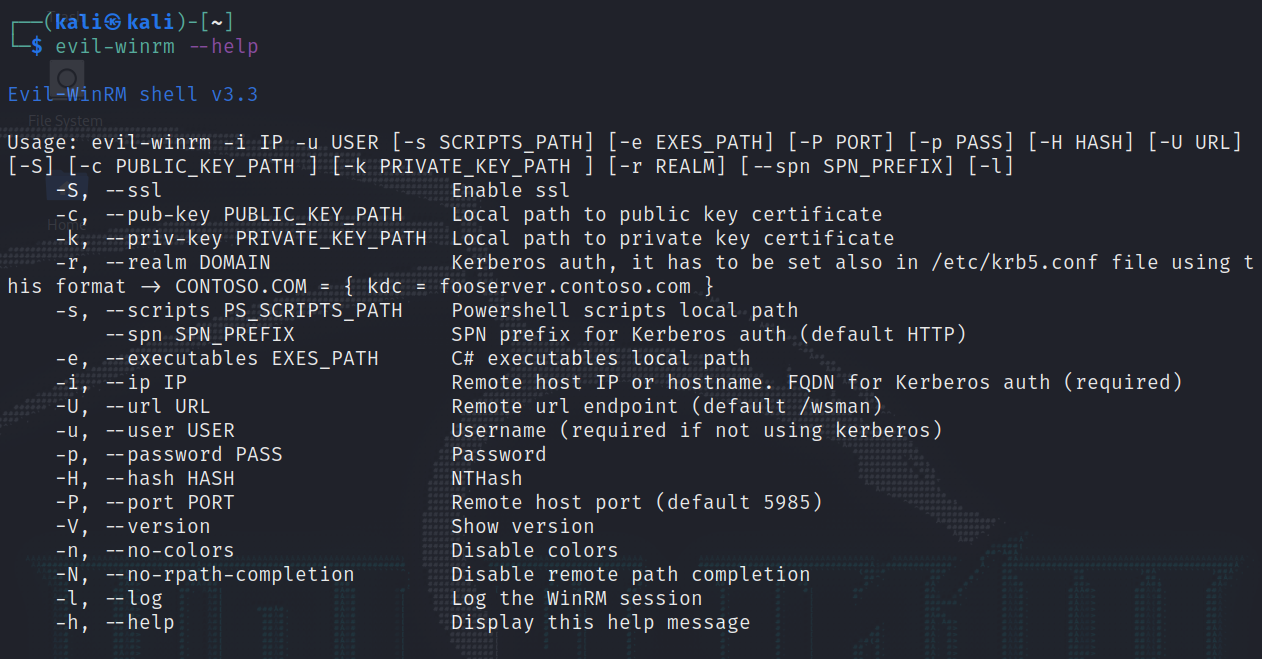 ┌──(kali㉿kali)-[~]
└─$ evil-winrm --help
Evil-WinRM shell v3.3
File System
Usage: evil-winrm -i IP -u USER [-s SCRIPTS_PATH] [-e EXES_PATH] [-P PORT] [-p PASS] [-H HASH] [-U URL]
[-S] [-c PUBLIC_KEY_PATH ] [-k PRIVATE_KEY_PATH ] [-r REALM] [--spn SPN_PREFIX] [-l]
-S, --ssl Enable ssl
-c, --pub-key PUBLIC_KEY_PATH Local path to public key certificate
Home
-k, --priv-key PRIVATE_KEY_PATH Local path to private key certificate
-r, --realm DOMAIN Kerberos auth, it has to be set also in /etc/krb5.conf file using t
his format -> CONTOSO.COM = { kdc = fooserver.contoso.com }
-s, --scripts PS_SCRIPTS_PATH Powershell scripts local path
--spn SPN_PREFIX SPN prefix for Kerberos auth (default HTTP)
-e, --executables EXES_PATH C# executables local path
-i, --ip IP Remote host IP or hostname. FQDN for Kerberos auth (required)
-U, --url URL Remote url endpoint (default /wsman)
-u, --user USER Username (required if not using kerberos)
-p, --password PASS Password
-H, --hash HASH NTHash
-P, --port PORT Remote host port (default 5985)
-V, --version Show version
-n, --no-colors Disable colors
-N, --no-rpath-completion Disable remote path completion
-l, --log Log the WinRM session
-h, --help Display this help message